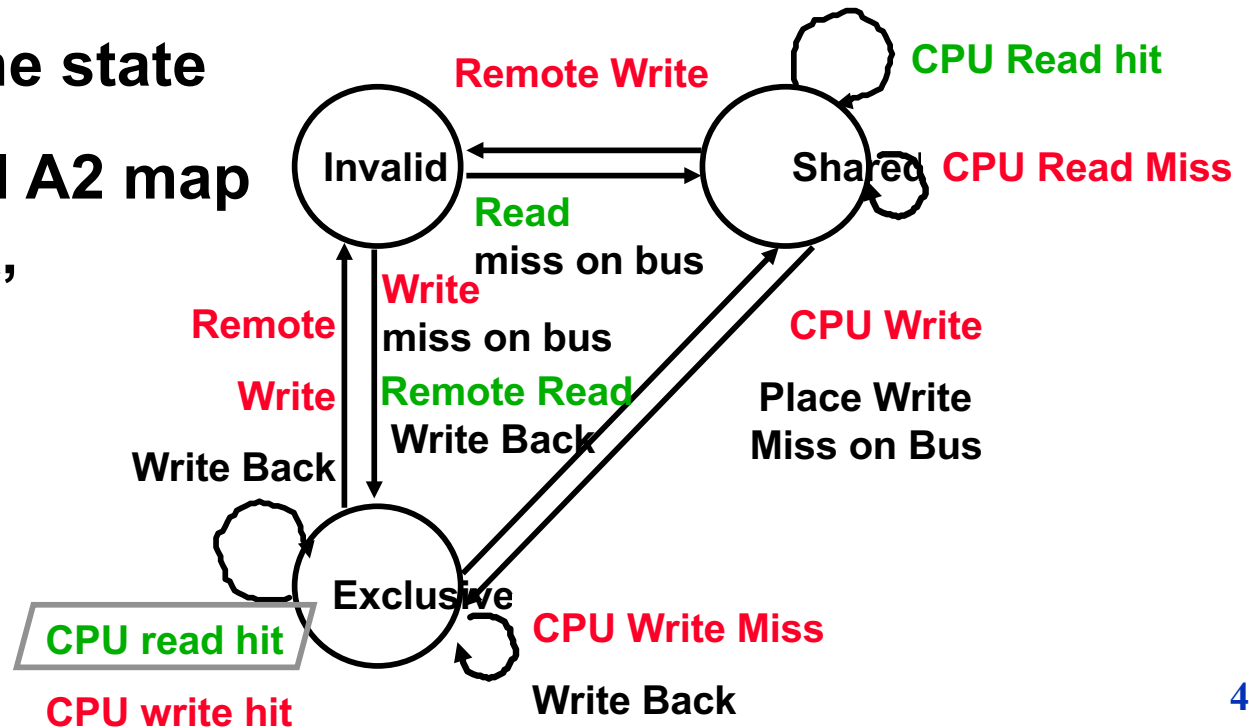 ne state
A2 map
,
Remote Write
CPU Read hit
Invalid
Shared
CPU Read Miss
Read
miss on bus
Write
miss on bus
Remote
Write
Write Back
Remote Read
Write Back
CPU Write
Place Write
Miss on Bus
Exclusive
CPU read hit
CPU write hit
CPU Write Miss
Write Back
4